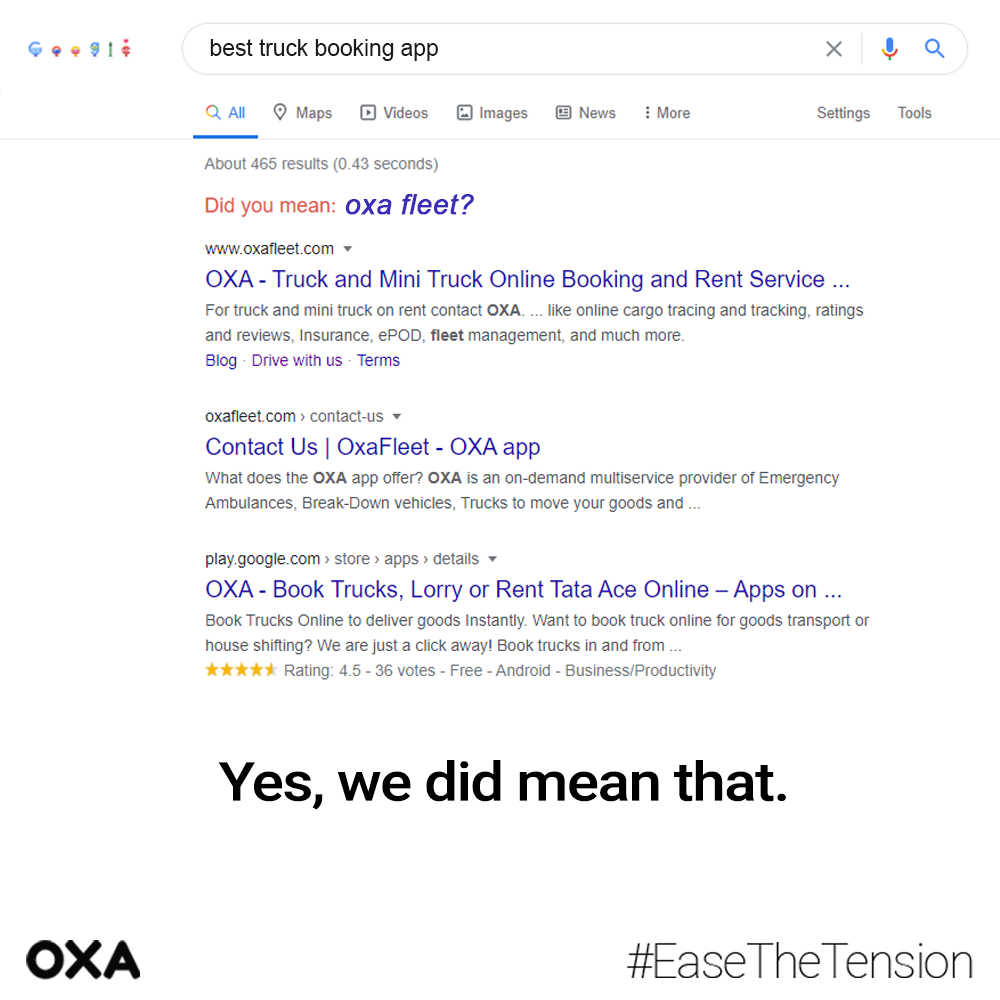 Google
best truck booking app
All Maps Videos Images News More Settings Tools
About 465 results (0.43 seconds)
Did you mean: oxa fleet?
www.oxafleet.com
OXA - Truck and Mini Truck Online Booking and Rent Service ...
For truck and mini truck on rent contact OXA. ... like online cargo tracing and tracking, ratings
and reviews, Insurance, ePOD, fleet management, and much more.
Blog · Drive with us · Terms
oxafleet.com › contact-us
Contact Us | OxaFleet - OXA app
What does the OXA app offer? OXA is an on-demand multiservice provider of Emergency
Ambulances, Break-Down vehicles, Trucks to move your goods and ...
play.google.com › store › apps › details
OXA - Book Trucks, Lorry or Rent Tata Ace Online – Apps on ...
Book Trucks Online to deliver goods Instantly. Want to book truck online for goods transport or
house shifting? We are just a click away! Book trucks in and from ...
Rating: 4.5 - 36 votes - Free - Android - Business/Productivity
Yes, we did mean that.
OXA
#EaseTheTension